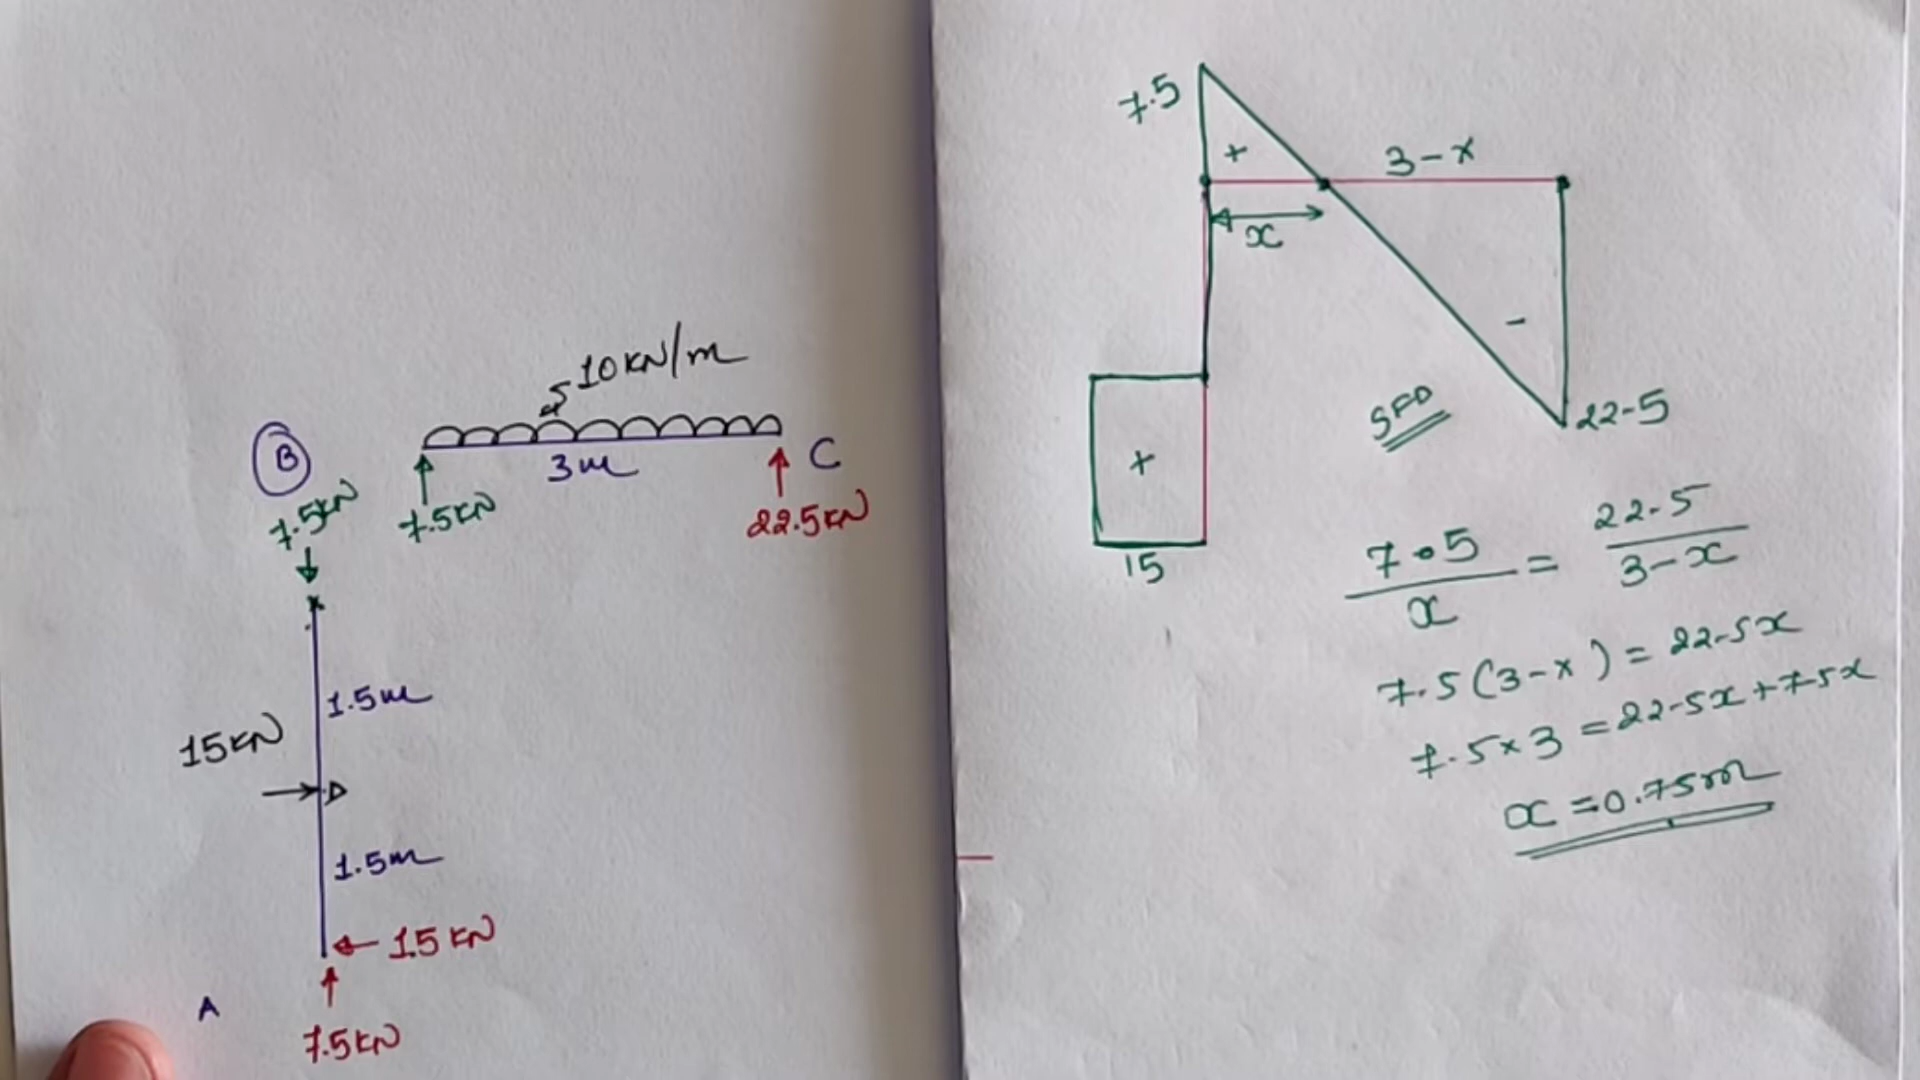 10KN/m
B
3m
C
7.5KN
7.5KN
22.5KN
1.5m
15KN
D
1.5m
15KN
A
7.5KN
7.5
+
3-x
x
-
SFD
22.5
+
15
7.5/x = 22.5/3-x
7.5(3-x) = 22.5x
7.5×3 = 22.5x+7.5x
x = 0.75m